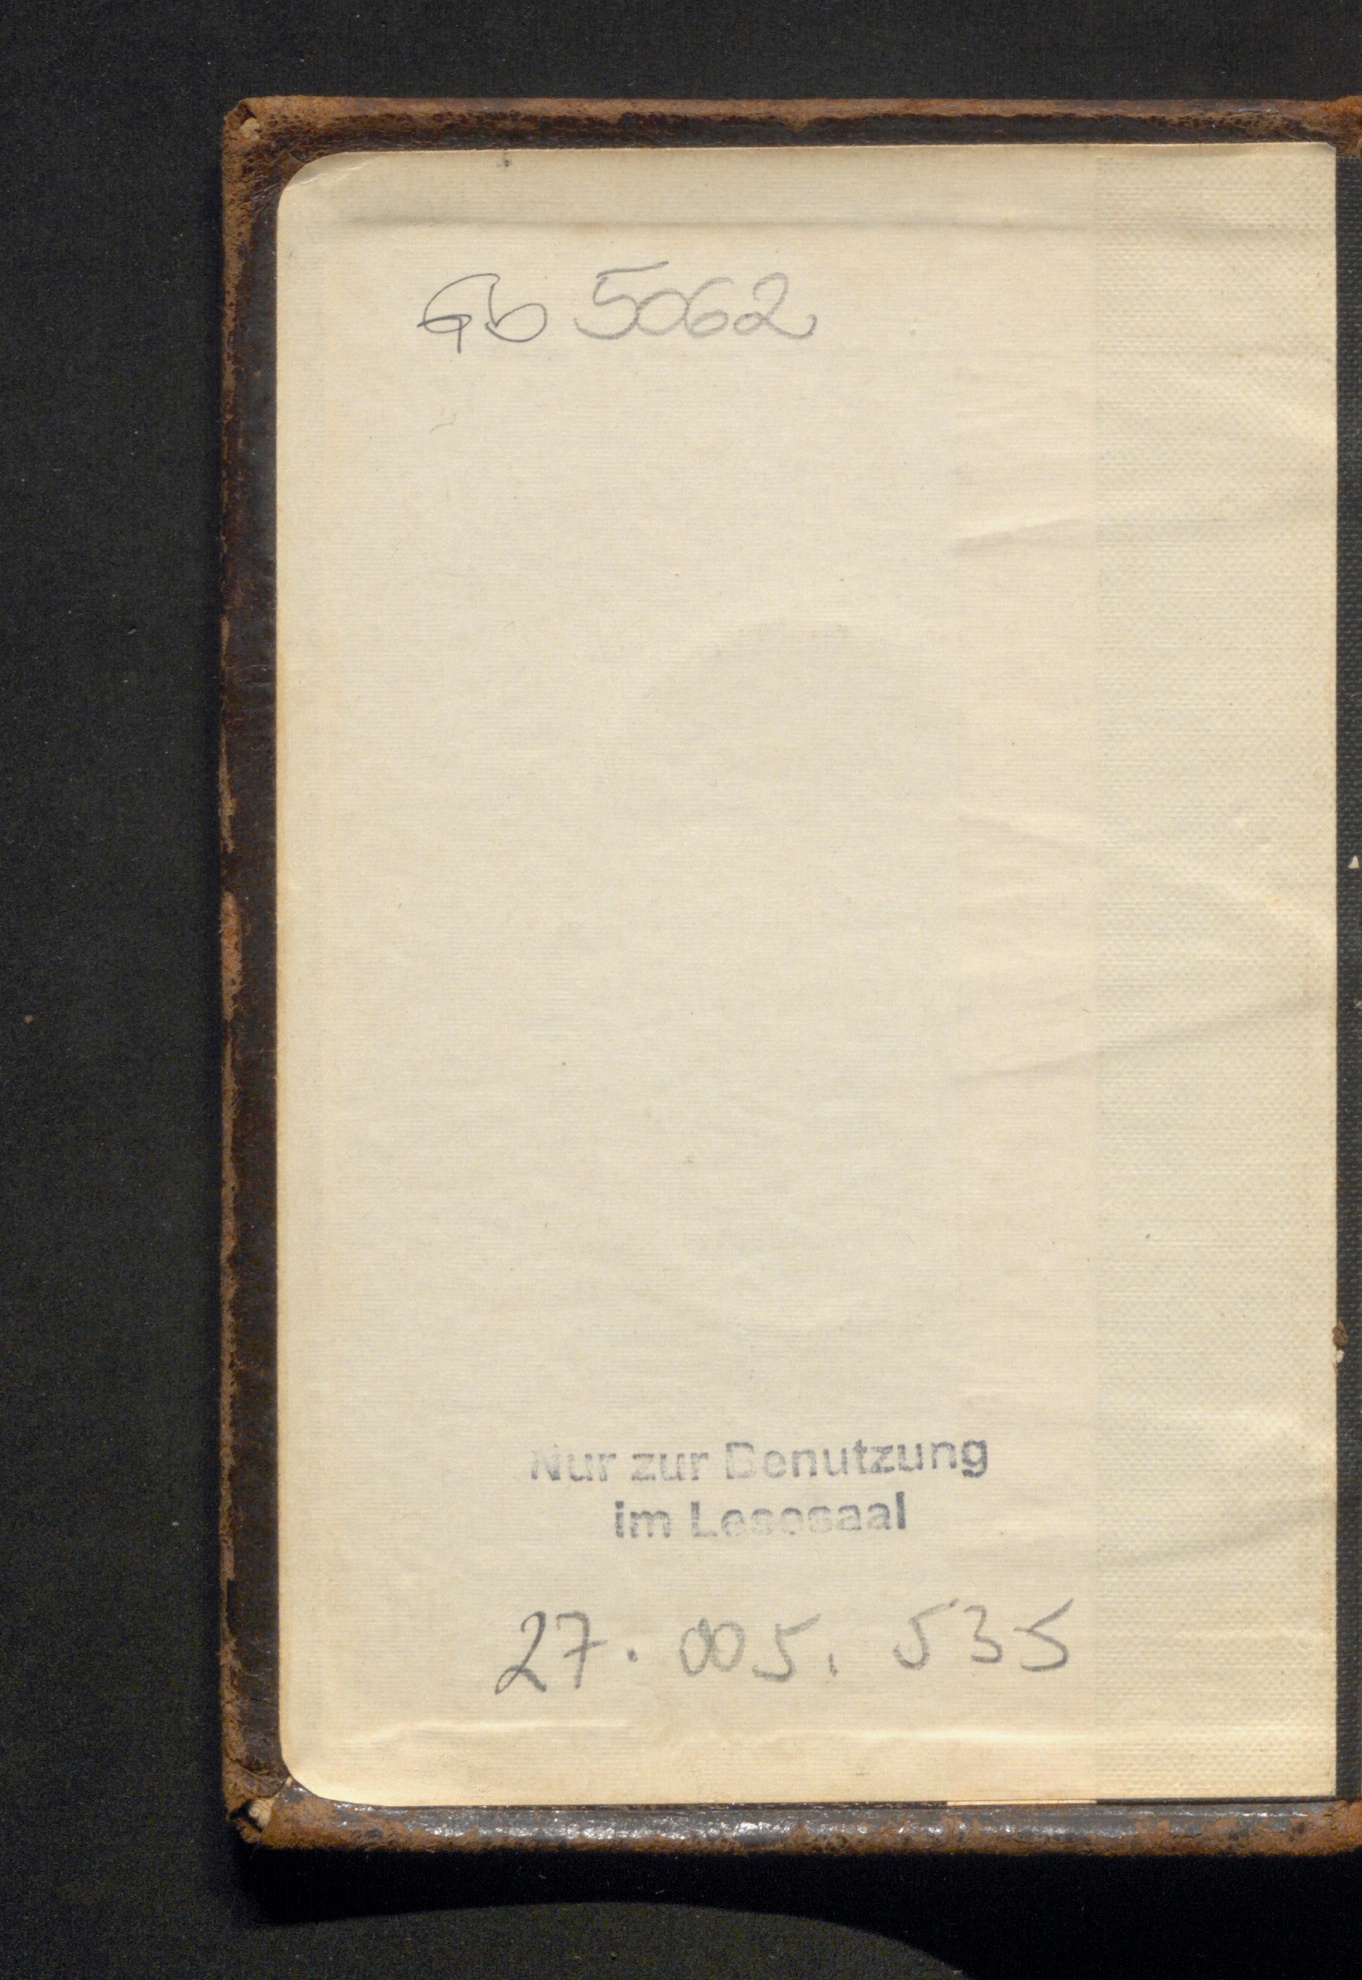 Gb 5062
Nur zur Benutzung
im Lesesaal
27. 005. 535